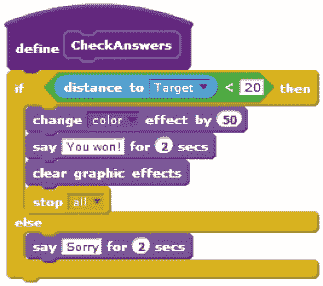 define CheckAnswers
if distance to Target < 20 then
change color effect by 50
say You won! for 2 secs
clear graphic effects
stop all
else
say Sorry for 2 secs